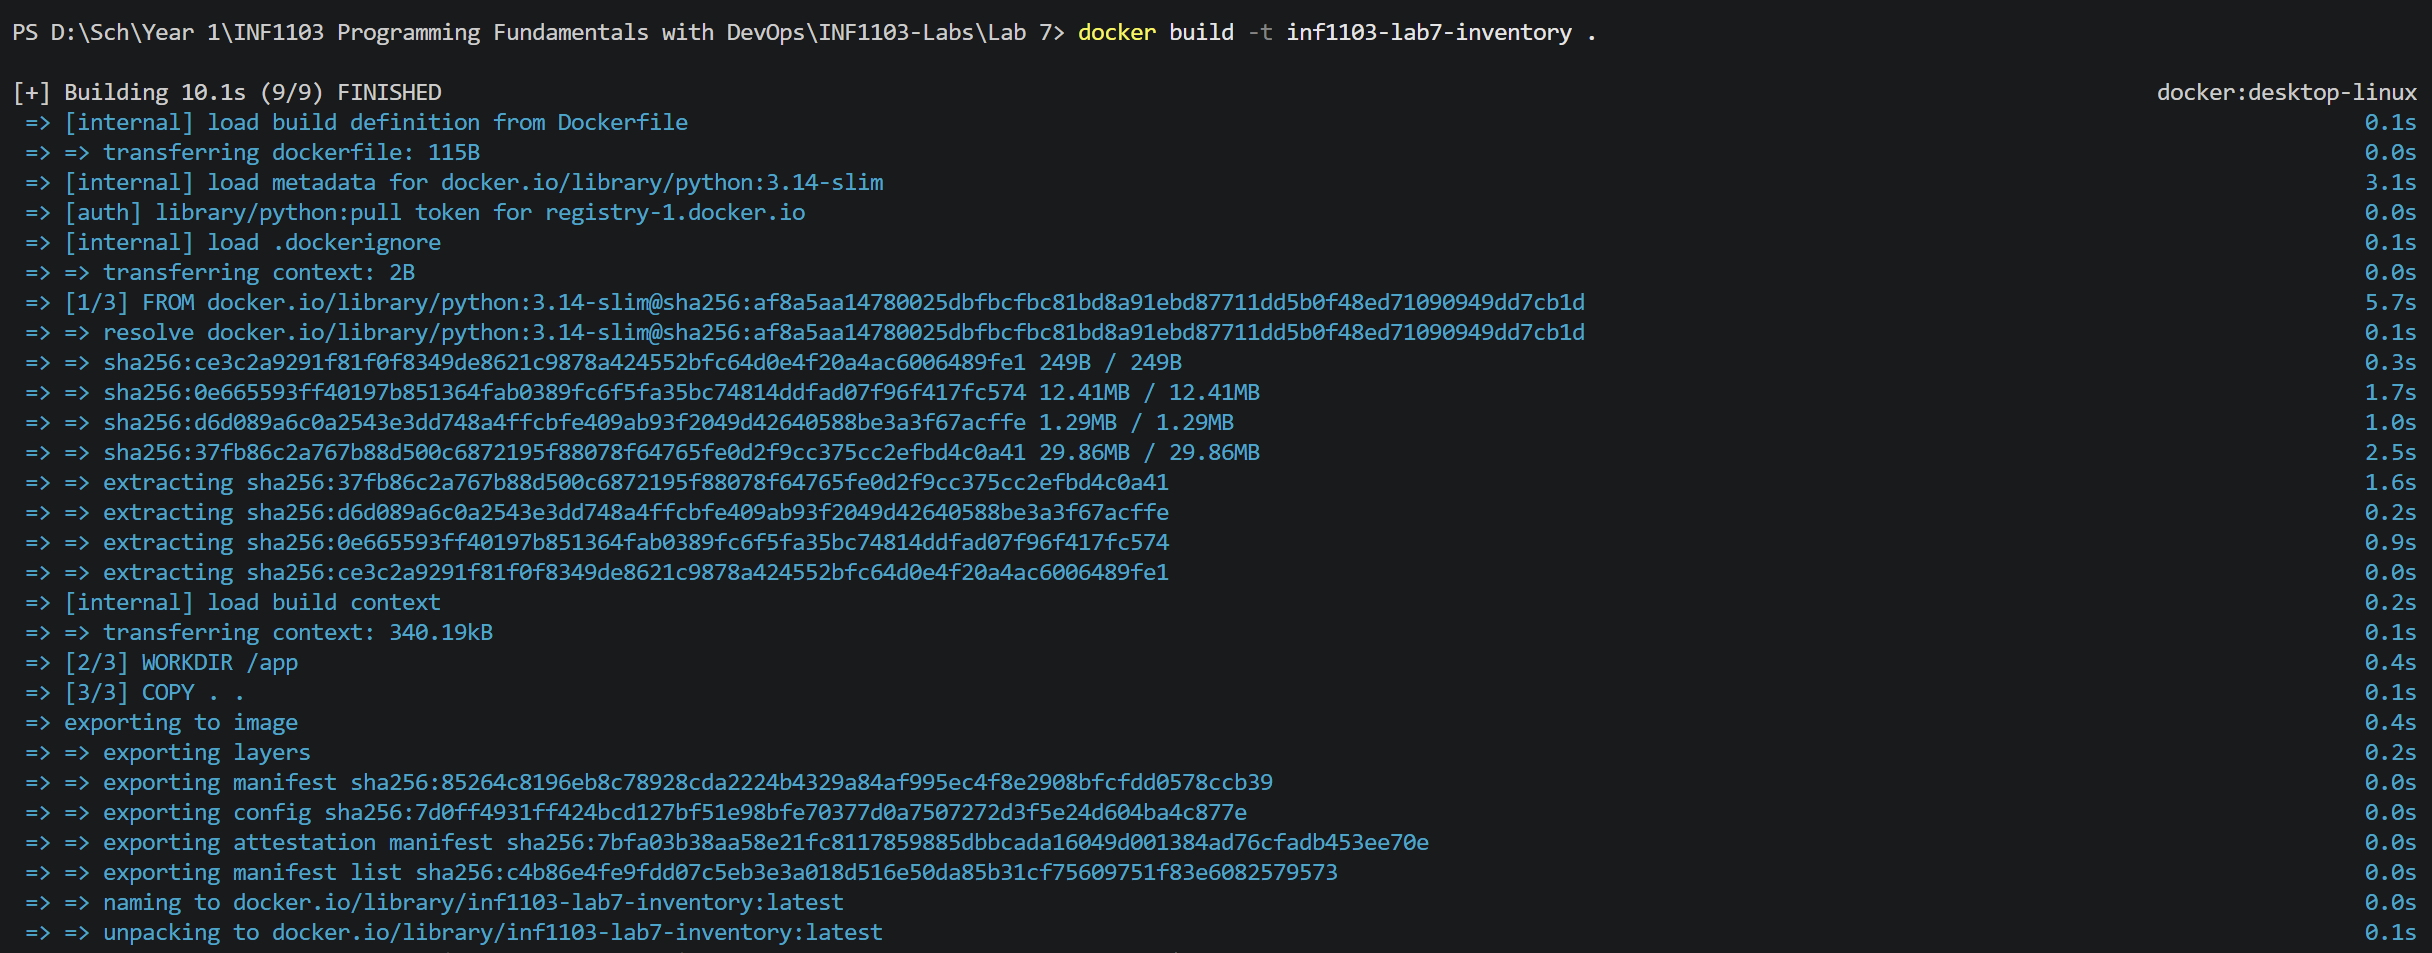 PS D:\Sch\Year 1\INF1103 Programming Fundamentals with DevOps\INF1103-Labs\Lab 7> docker build -t inf1103-lab7-inventory .
[+] Building 10.1s (9/9) FINISHED docker:desktop-linux
=> [internal] load build definition from Dockerfile 0.1s
=> => transferring dockerfile: 115B 0.0s
=> [internal] load metadata for docker.io/library/python:3.14-slim 3.1s
=> [auth] library/python:pull token for registry-1.docker.io 0.0s
=> [internal] load .dockerignore 0.1s
=> => transferring context: 2B 0.0s
=> [1/3] FROM docker.io/library/python:3.14-slim@sha256:af8a5aa14780025dbfbcfbc81bd8a91ebd87711dd5b0f48ed71090949dd7cb1d 5.7s
=> => resolve docker.io/library/python:3.14-slim@sha256:af8a5aa14780025dbfbcfbc81bd8a91ebd87711dd5b0f48ed71090949dd7cb1d 0.1s
=> => sha256:ce3c2a9291f81f0f8349de8621c9878a424552bfc64d0e4f20a4ac6006489fe1 249B / 249B 0.3s
=> => sha256:0e665593ff40197b851364fab0389fc6f5fa35bc74814ddfad07f96f417fc574 12.41MB / 12.41MB 1.7s
=> => sha256:d6d089a6c0a2543e3dd748a4ffcbfe409ab93f2049d42640588be3a3f67acffe 1.29MB / 1.29MB 1.0s
=> => sha256:37fb86c2a767b88d500c6872195f88078f64765fe0d2f9cc375cc2efbd4c0a41 29.86MB / 29.86MB 2.5s
=> => extracting sha256:37fb86c2a767b88d500c6872195f88078f64765fe0d2f9cc375cc2efbd4c0a41 1.6s
=> => extracting sha256:d6d089a6c0a2543e3dd748a4ffcbfe409ab93f2049d42640588be3a3f67acffe 0.2s
=> => extracting sha256:0e665593ff40197b851364fab0389fc6f5fa35bc74814ddfad07f96f417fc574 0.9s
=> => extracting sha256:ce3c2a9291f81f0f8349de8621c9878a424552bfc64d0e4f20a4ac6006489fe1 0.0s
=> [internal] load build context 0.2s
=> => transferring context: 340.19kB 0.1s
=> [2/3] WORKDIR /app 0.4s
=> [3/3] COPY . . 0.1s
=> exporting to image 0.4s
=> => exporting layers 0.2s
=> => exporting manifest sha256:85264c8196eb8c78928cda2224b4329a84af995ec4f8e2908bfcfdd0578ccb39 0.0s
=> => exporting config sha256:7d0ff4931ff424bcd127bf51e98bfe70377d0a7507272d3f5e24d604ba4c877e 0.0s
=> => exporting attestation manifest sha256:7bfa03b38aa58e21fc8117859885dbbcada16049d001384ad76cfadb453ee70e 0.0s
=> => exporting manifest list sha256:c4b86e4fe9fdd07c5eb3e3a018d516e50da85b31cf75609751f83e6082579573 0.0s
=> => naming to docker.io/library/inf1103-lab7-inventory:latest 0.0s
=> => unpacking to docker.io/library/inf1103-lab7-inventory:latest 0.1s